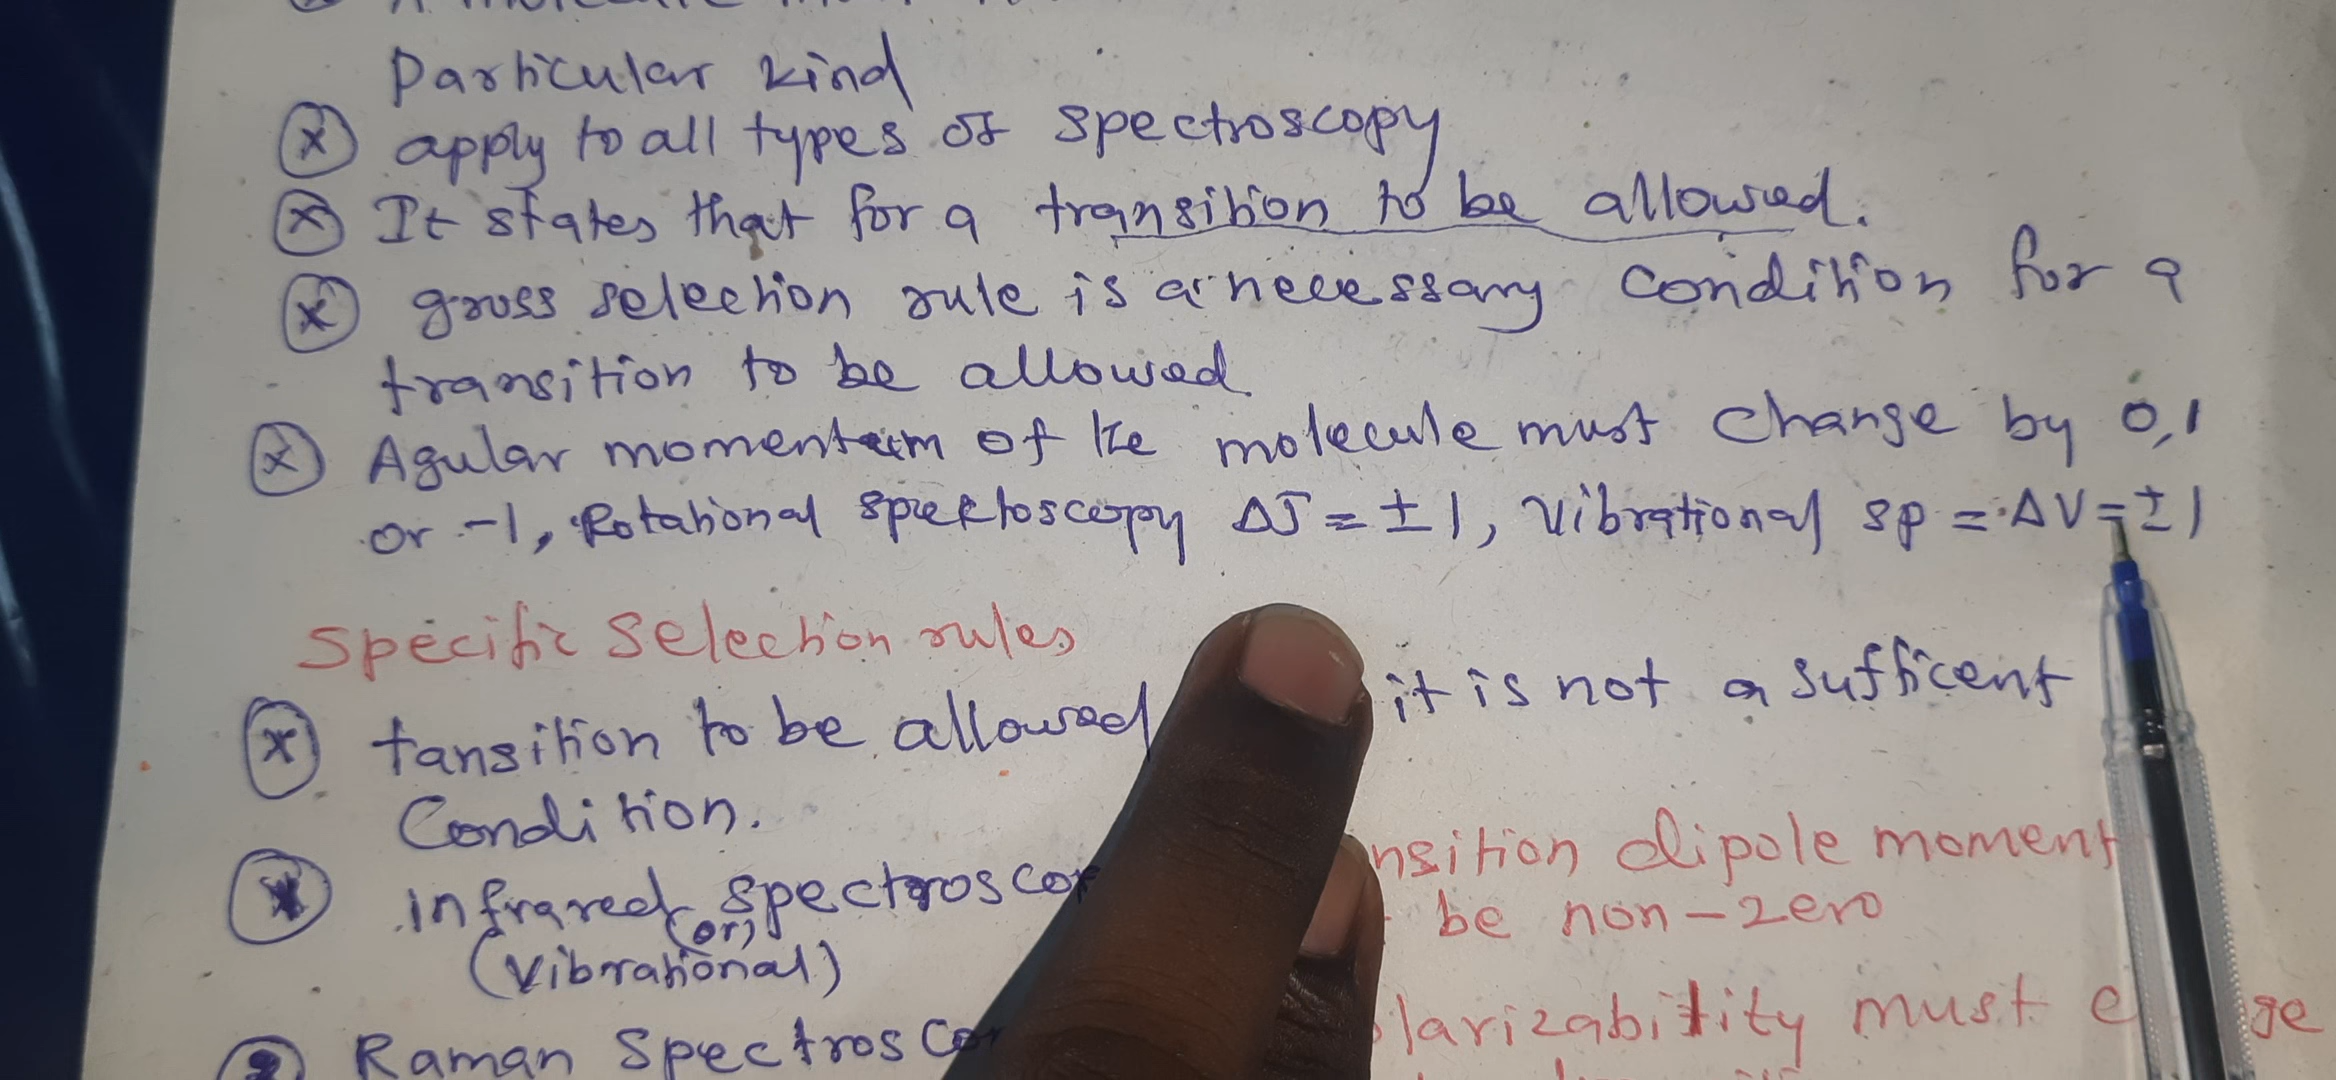 Particular kind
ⓧ apply to all types of spectroscopy
ⓧ It states that for a transition to be allowed.
ⓧ gross selection rule is a necessary condition for a
transition to be allowed
ⓧ Agular momentum of the molecule must change by 0,1
or -1, Rotational spectoscopy ΔJ = ±1, Vibrational sp = ΔV = ±1
Specific Selection rules
ⓧ tansition to be allowed it is not a sufficent
Condition.
infrared spectros
nsition dipole moment
(or)
be non-zero
(Vibrational)
Raman Spectros
larizability must